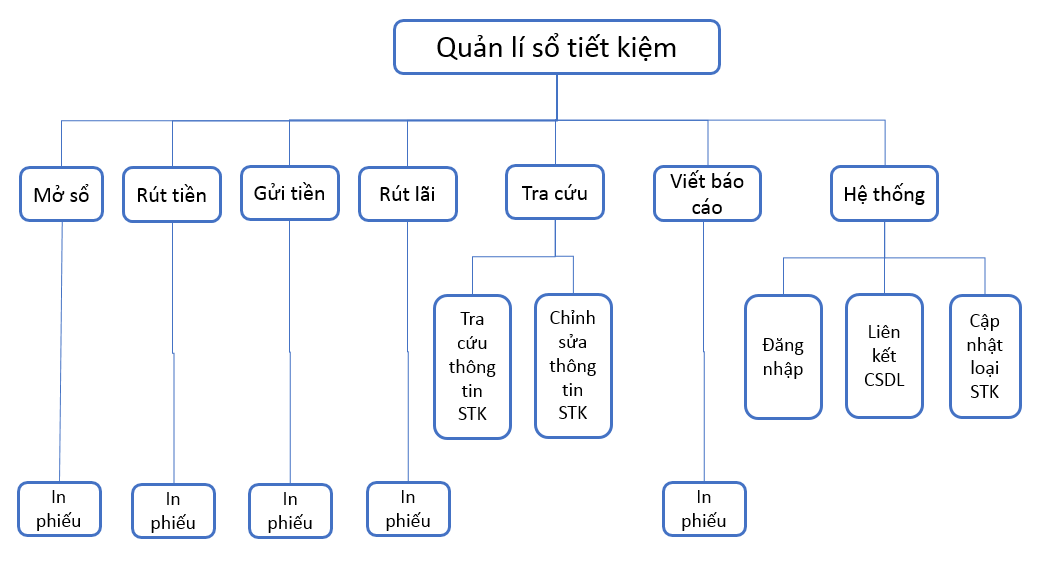 Quản lí sổ tiết kiệm
Mở sổ
Rút tiền
Gửi tiền
Rút lãi
Tra cứu
Viết báo
cáo
Hệ thống
Tra
cứu
thông
tin
STK
Chỉnh
sửa
thông
tin
STK
Đăng
nhập
Liên
kết
CSDL
Cập
nhật
loại
STK
In
phiếu
In
phiếu
In
phiếu
In
phiếu
In
phiếu